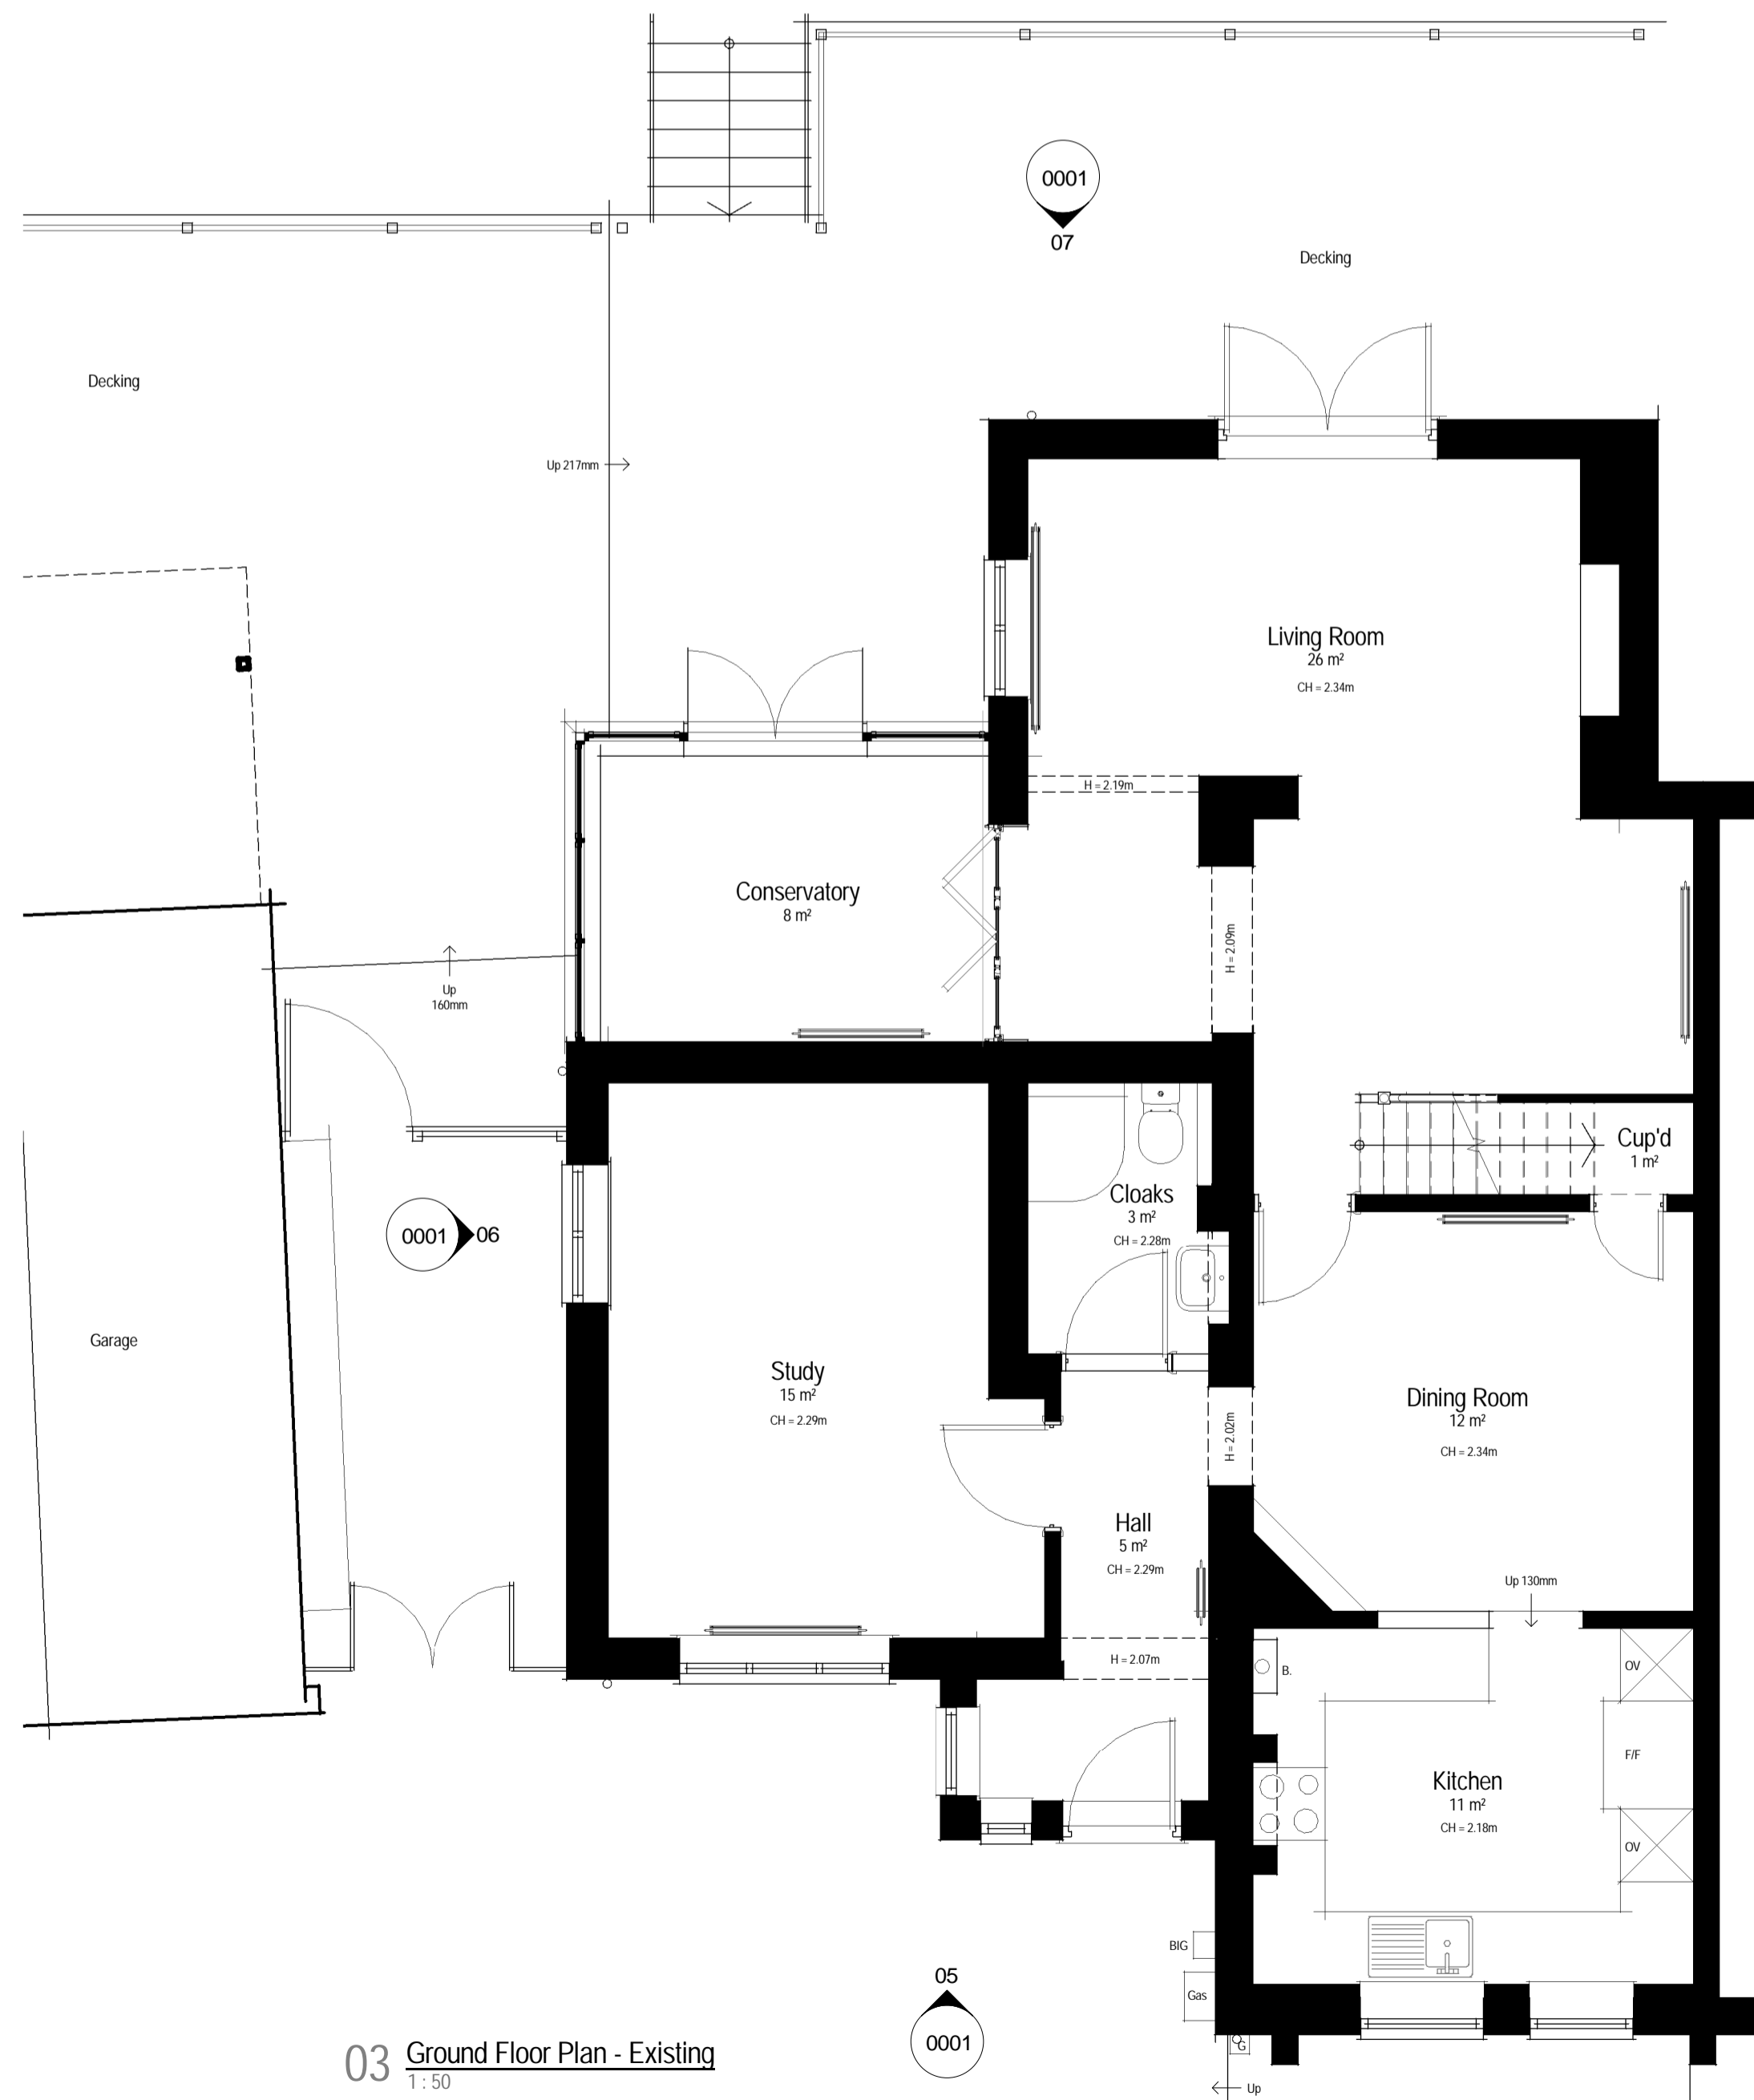 0001
07
Decking
Decking
Up 217mm
Living Room
26 m²
CH = 2.34m
H = 2.19m
Conservatory
8 m²
H = 2.09m
Up
160mm
Cup'd
1 m²
Cloaks
3 m²
CH = 2.28m
0001
06
Garage
Study
15 m²
CH = 2.29m
Dining Room
12 m²
CH = 2.34m
H = 2.02m
Hall
5 m²
CH = 2.29m
Up 130mm
H = 2.07m
B.
OV
F/F
Kitchen
11 m²
CH = 2.18m
OV
BIG
Gas
05
0001
G
Up
03 Ground Floor Plan - Existing
1 : 50